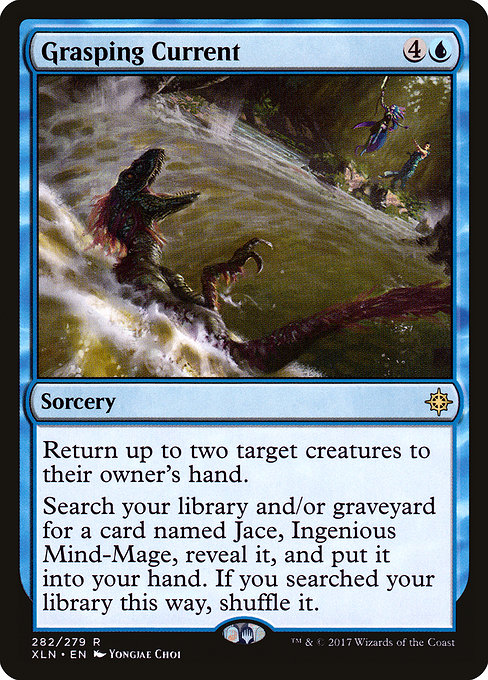 Grasping Current 4
Sorcery
Return up to two target creatures to
their owner's hand.
Search your library and/or graveyard
for a card named Jace, Ingenious
Mind-Mage, reveal it, and put it
into your hand. If you searched your
library this way, shuffle it.
282/279 R
XLN • EN Yongjae Choi
™ & © 2017 Wizards of the Coast